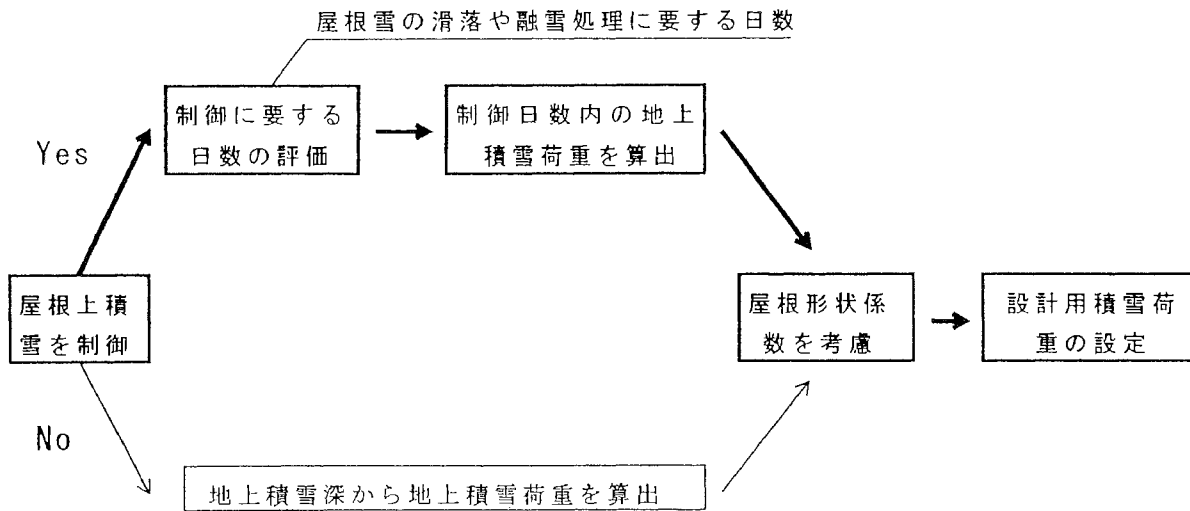 屋根雪の滑落や融雪処理に要する日数
制御に要する
日数の評価
制御日数内の地上
積雪荷重を算出
Yes
屋根上積
雪を制御
屋根形状係
数を考慮
設計用積雪荷
重の設定
No
地上積雪深から地上積雪荷重を算出